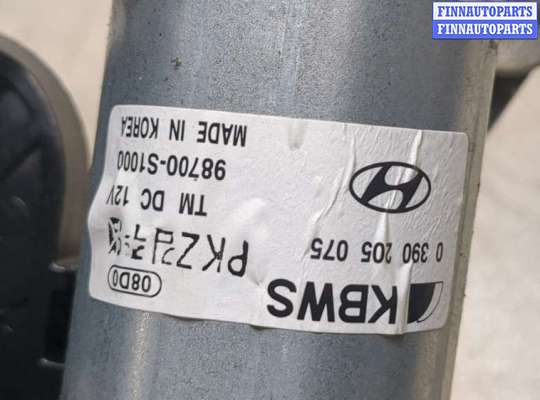 FINNAUTOPARTS
FINNAUTOPARTS
KBWS
08D0
0 390 205 075
TM DC 12V
98700-S1000
MADE IN KOREA